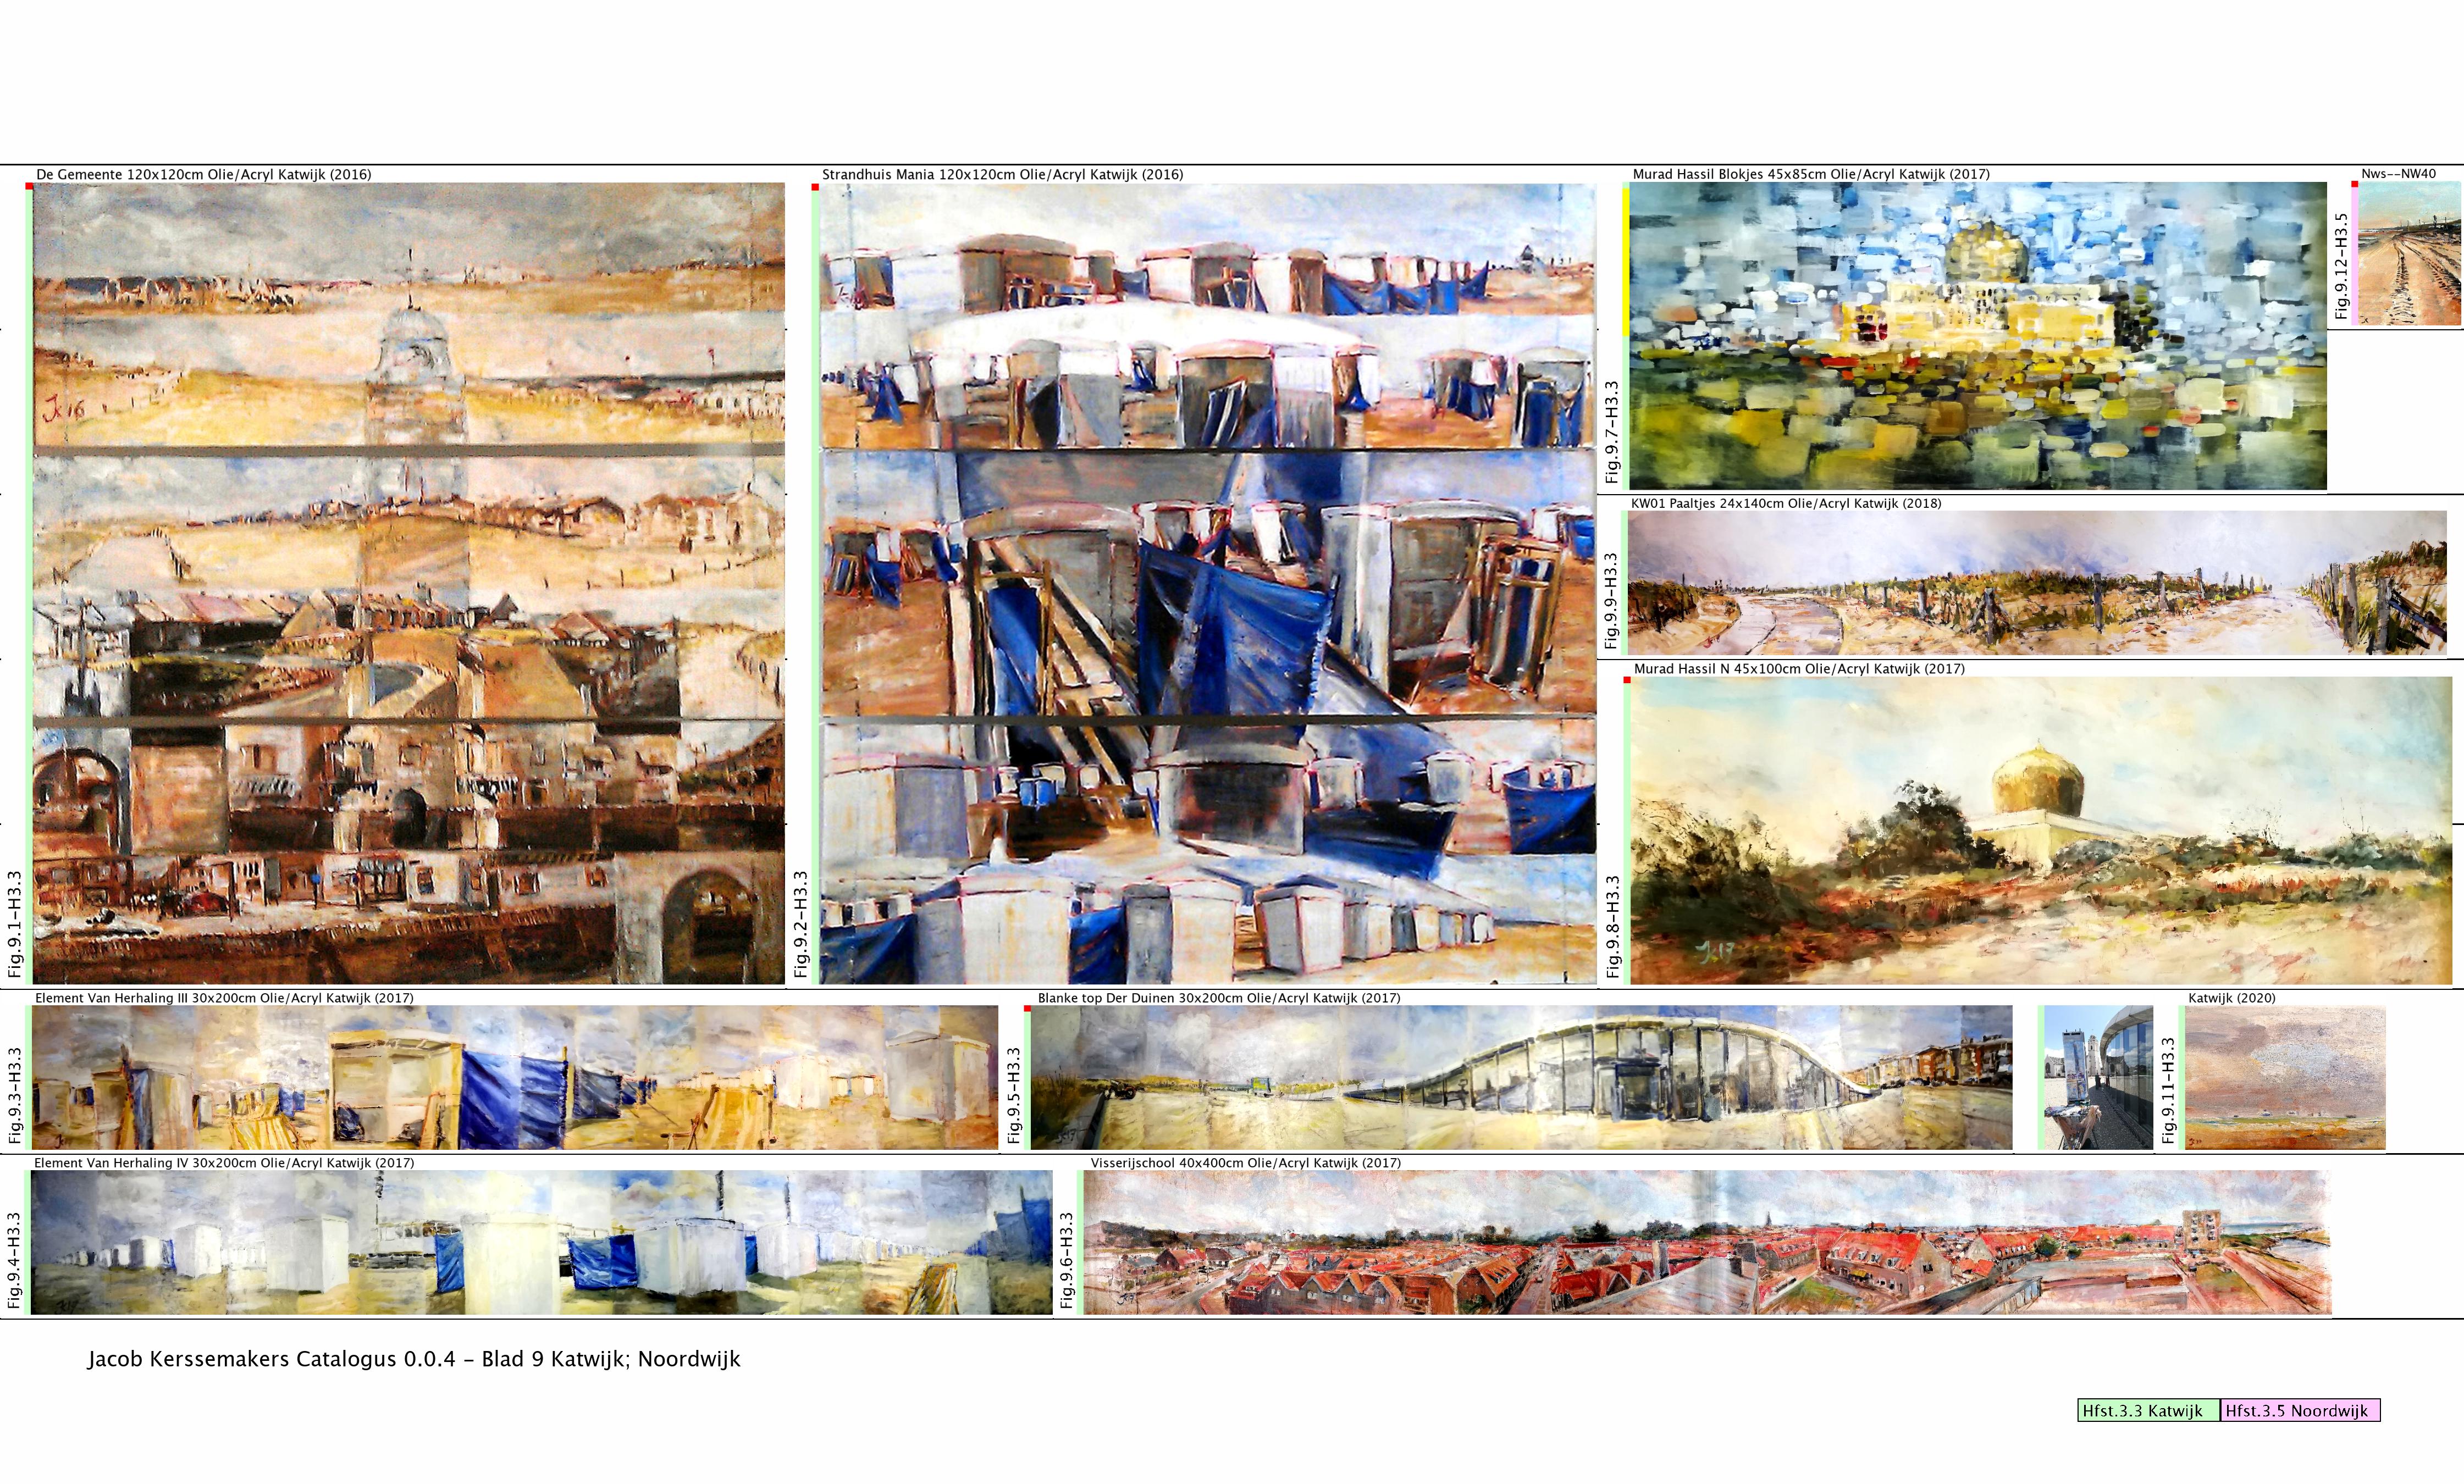 De Gemeente 120x120cm Olie/Acryl Katwijk (2016)
Fig.9.1-H3.3
Jk 16
Strandhuis Mania 120x120cm Olie/Acryl Katwijk (2016)
Fig.9.2-H3.3
Murad Hassil Blokjes 45x85cm Olie/Acryl Katwijk (2017)
Fig.9.7-H3.3
Nws--NW40
Fig.9.12-H3.5
KW01 Paaltjes 24x140cm Olie/Acryl Katwijk (2018)
Fig.9.9-H3.3
Murad Hassil N 45x100cm Olie/Acryl Katwijk (2017)
Fig.9.8-H3.3
Element Van Herhaling III 30x200cm Olie/Acryl Katwijk (2017)
Fig.9.3-H3.3
Blanke top Der Duinen 30x200cm Olie/Acryl Katwijk (2017)
Fig.9.5-H3.3
Katwijk (2020)
Fig.9.11-H3.3
Element Van Herhaling IV 30x200cm Olie/Acryl Katwijk (2017)
Fig.9.4-H3.3
Visserijschool 40x400cm Olie/Acryl Katwijk (2017)
Fig.9.6-H3.3
Jacob Kerssemakers Catalogus 0.0.4 - Blad 9 Katwijk; Noordwijk
Hfst.3.3 Katwijk
Hfst.3.5 Noordwijk